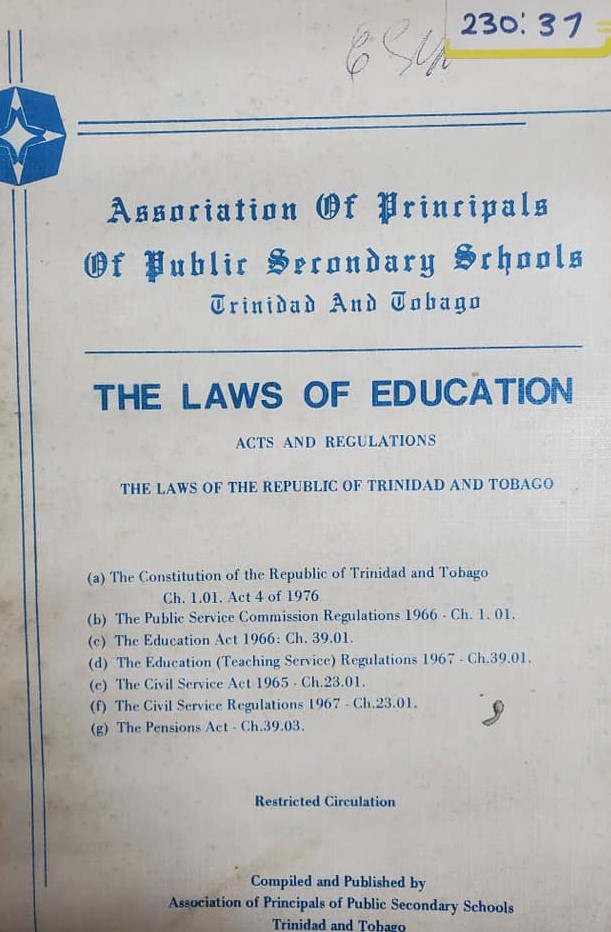 230: 37
Association Of Principals
Of Public Secondary Schools
Trinidad And Tobago
THE LAWS OF EDUCATION
ACTS AND REGULATIONS
THE LAWS OF THE REPUBLIC OF TRINIDAD AND TOBAGO
(a) The Constitution of the Republic of Trinidad and Tobago
Ch. 1.01. Act 4 of 1976
(b) The Public Service Commission Regulations 1966 - Ch. 1. 01.
(c) The Education Act 1966: Ch. 39.01.
(d) The Education (Teaching Service) Regulations 1967 - Ch.39.01.
(e) The Civil Service Act 1965 - Ch.23.01.
(f) The Civil Service Regulations 1967 - Ch.23.01.
(g) The Pensions Act - Ch.39.03.
Restricted Circulation
Compiled and Published by
Association of Principals of Public Secondary Schools
Trinidad and Tobago